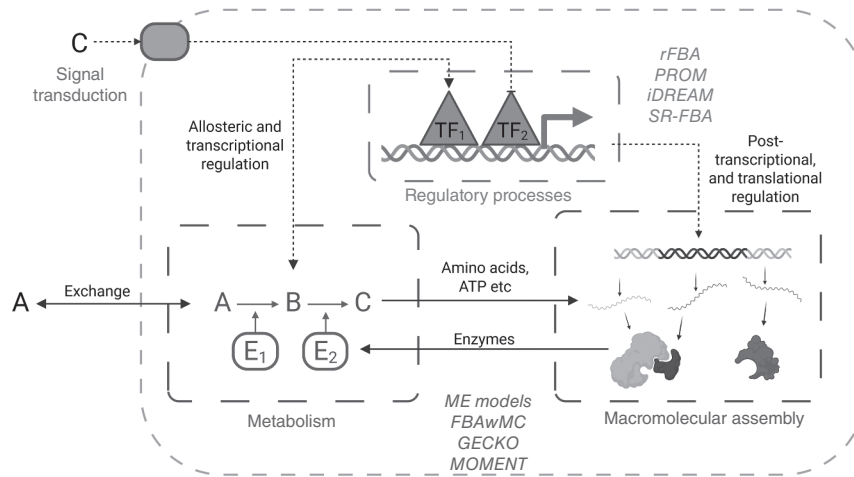 C
Signal
transduction
rFBA
PROM
iDREAM
SR-FBA
Allosteric and
transcriptional
regulation
TF1
TF2
Regulatory processes
Post-
transcriptional,
and translational
regulation
A
Exchange
A
B
C
E1
E2
Amino acids,
ATP etc
Enzymes
Metabolism
ME models
FBAwMC
GECKO
MOMENT
Macromolecular assembly